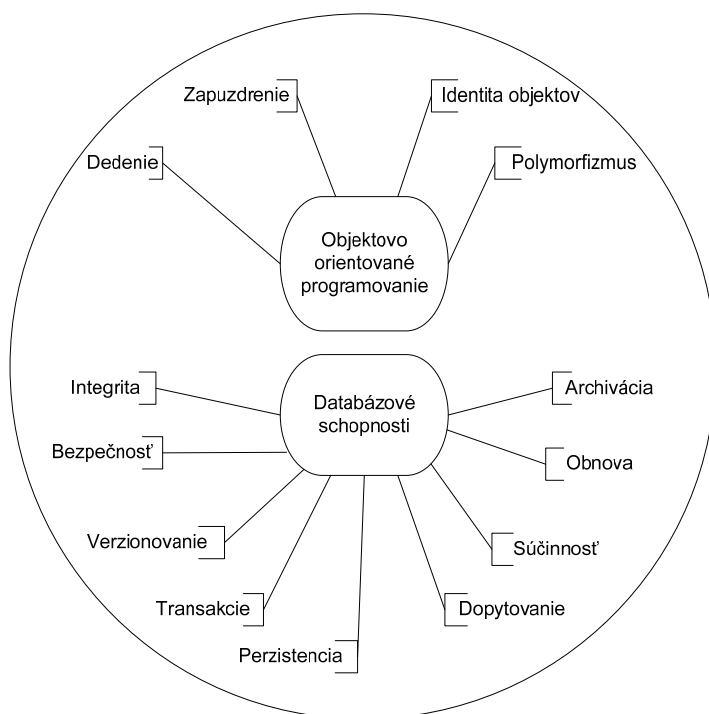 Zapuzdrenie
Identita objektov
Dedenie
Polymorfizmus
Objektovo
orientované
programovanie
Integrita
Databázové
schopnosti
Archivácia
Bezpečnosť
Obnova
Verzionovanie
Súčinnosť
Transakcie
Dopytovanie
Perzistencia